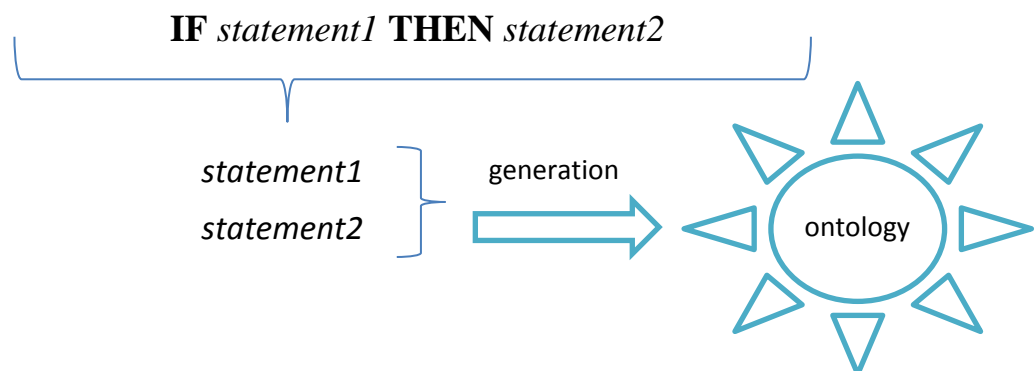 IF statement1 THEN statement2
statement1
statement2
generation
ontology